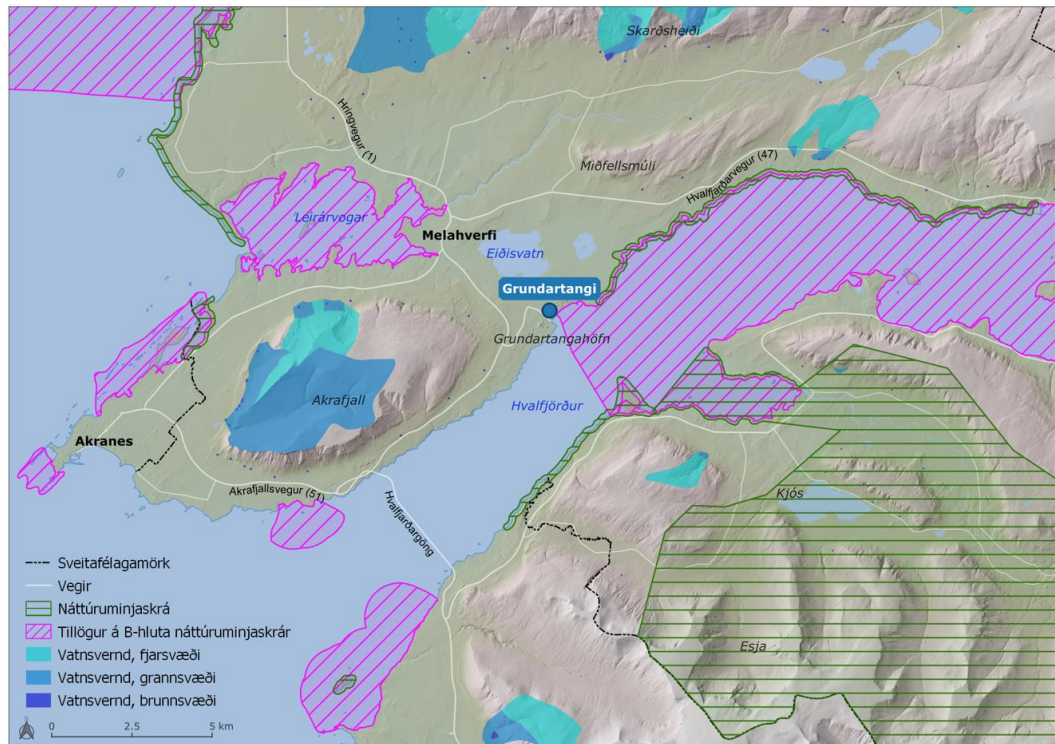 Skarðsheiði
Hringvegur (1)
Miðfellsmúli
Hvalfjarðarvegur (47)
Leirárvogar
Melahverfi
Eiðisvatn
Grundartangi
Grundartangahöfn
Akrafjall
Hvalfjörður
Akranes
Akrafjallsvegur (51)
Hvalfjarðargöng
Kjós
Esja
Sveitafélagamörk
Vegir
Náttúruminjaskrá
Tillögur á B-hluta náttúruminjaskrár
Vatnsvernd, fjarsvæði
Vatnsvernd, grannsvæði
Vatnsvernd, brunnsvæði
0 2.5 5 km